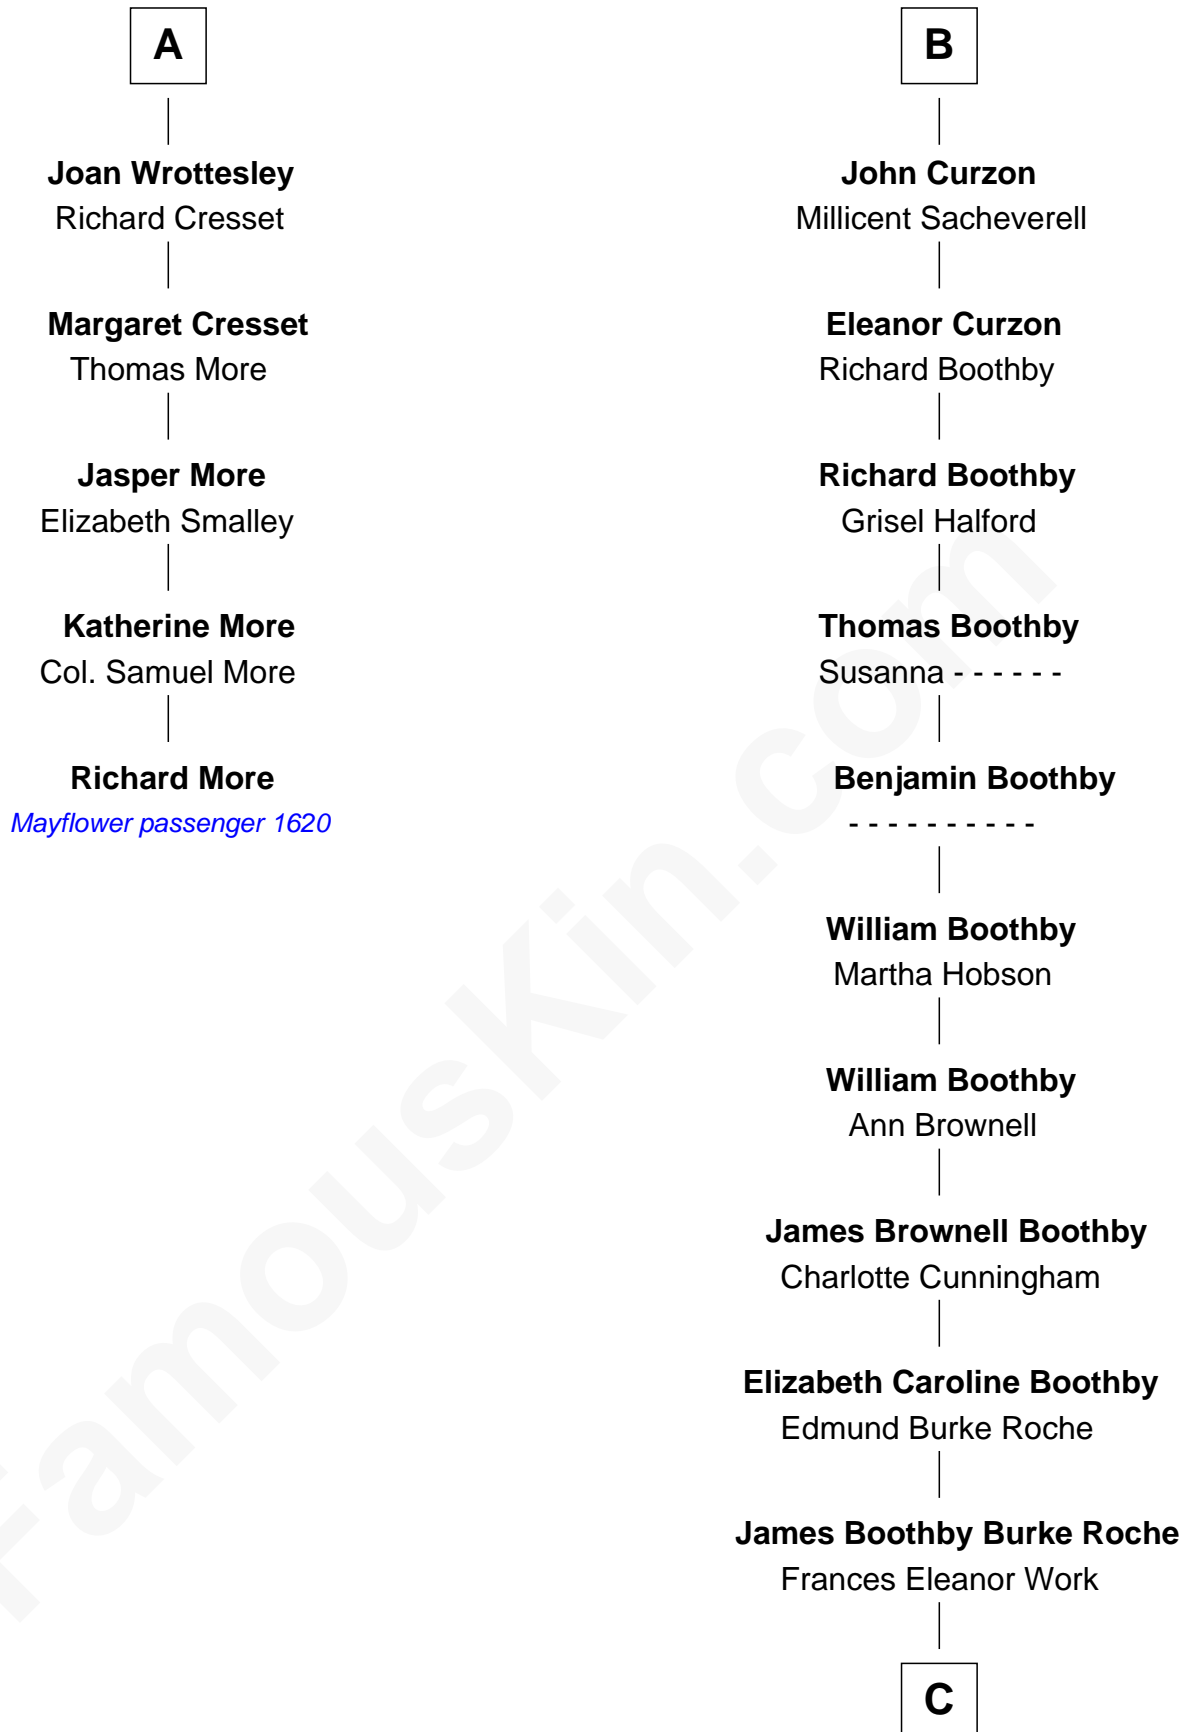 A
Joan Wrottesley
Richard Cresset
Margaret Cresset
Thomas More
Jasper More
Elizabeth Smalley
Katherine More
Col. Samuel More
Richard More
Mayflower passenger 1620
B
John Curzon
Millicent Sacheverell
Eleanor Curzon
Richard Boothby
Richard Boothby
Grisel Halford
Thomas Boothby
Susanna - - - - - -
Benjamin Boothby
- - - - - - - - - -
William Boothby
Martha Hobson
William Boothby
Ann Brownell
James Brownell Boothby
Charlotte Cunningham
Elizabeth Caroline Boothby
Edmund Burke Roche
James Boothby Burke Roche
Frances Eleanor Work
C
FamousKin.com